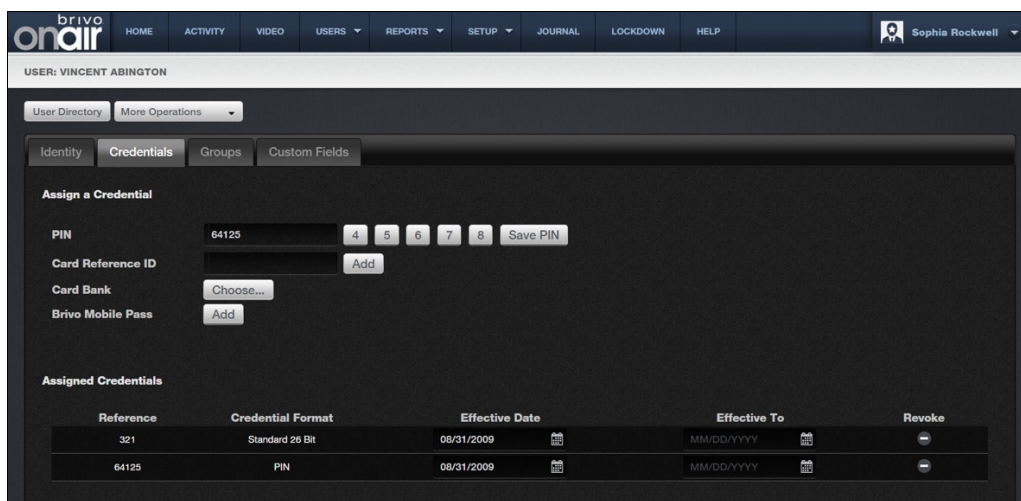 brivo
onair HOME ACTIVITY VIDEO USERS REPORTS SETUP JOURNAL LOCKDOWN HELP Sophia Rockwell
USER: VINCENT ABINGTON
User Directory More Operations
Identity Credentials Groups Custom Fields
Assign a Credential
PIN 64125 4 5 6 7 8 Save PIN
Card Reference ID Add
Card Bank Choose...
Brivo Mobile Pass Add
Assigned Credentials
Reference Credential Format Effective Date Effective To Revoke
321 Standard 26 Bit 08/31/2009 MM/DD/YYYY
64125 PIN 08/31/2009 MM/DD/YYYY